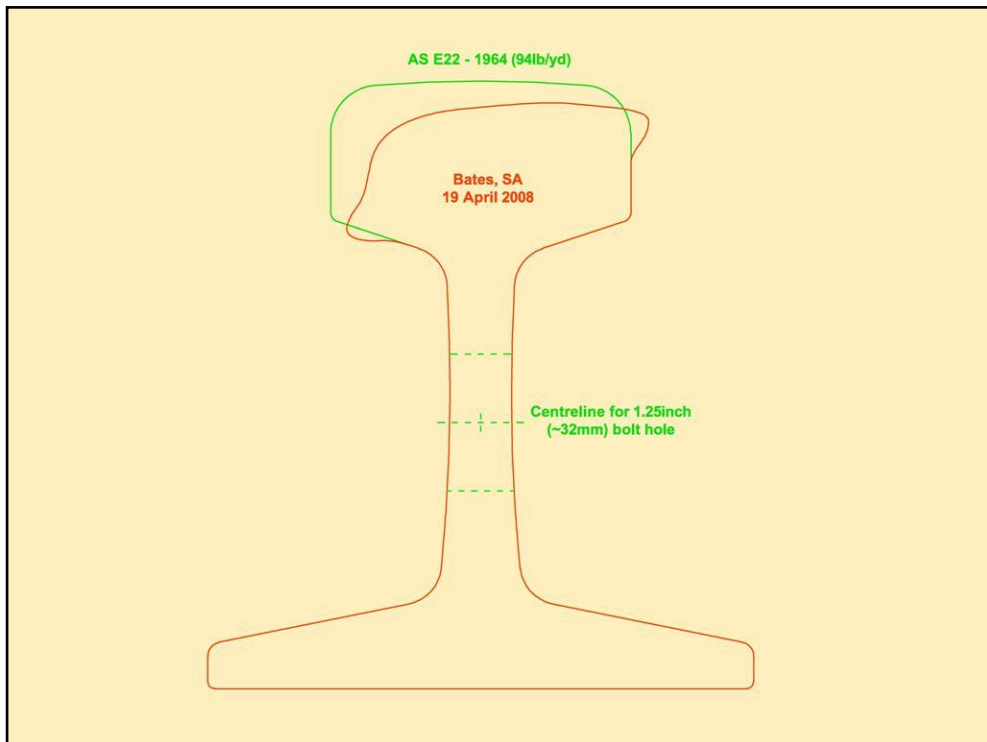 AS E22 - 1964 (94lb/yd)
Bates, SA
19 April 2008
Centreline for 1.25inch
(~32mm) bolt hole